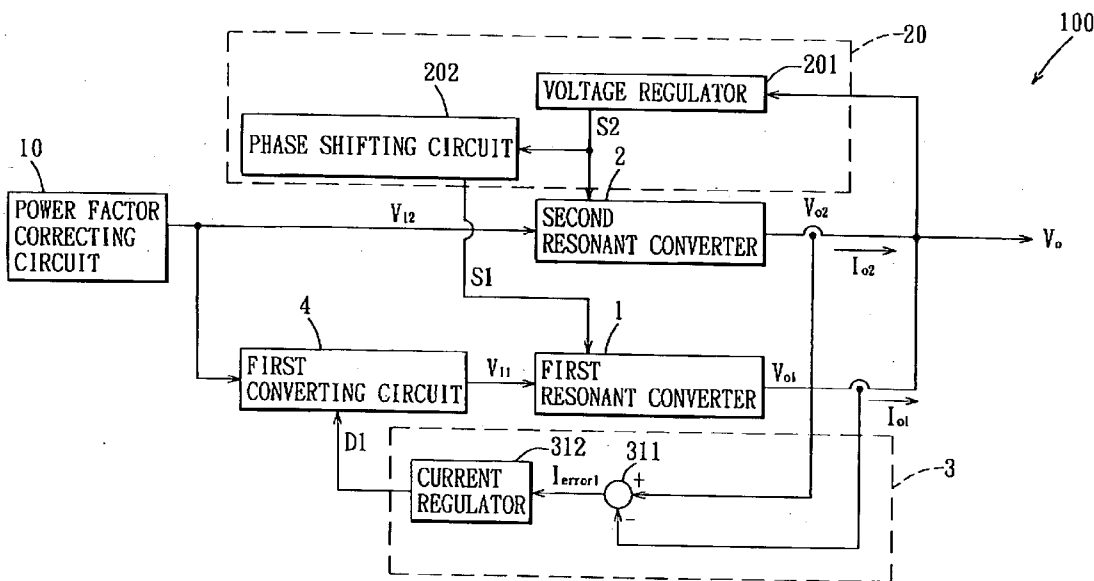 20
100
201
202
VOLTAGE REGULATOR
S2
PHASE SHIFTING CIRCUIT
10
2
POWER FACTOR
CORRECTING
CIRCUIT
V12
SECOND
RESONANT CONVERTER
Vo2
Vo
Io2
S1
4
1
FIRST
CONVERTING CIRCUIT
V11
FIRST
RESONANT CONVERTER
Vo1
Io1
D1
312
311
3
CURRENT
REGULATOR
Ierror1
+
-